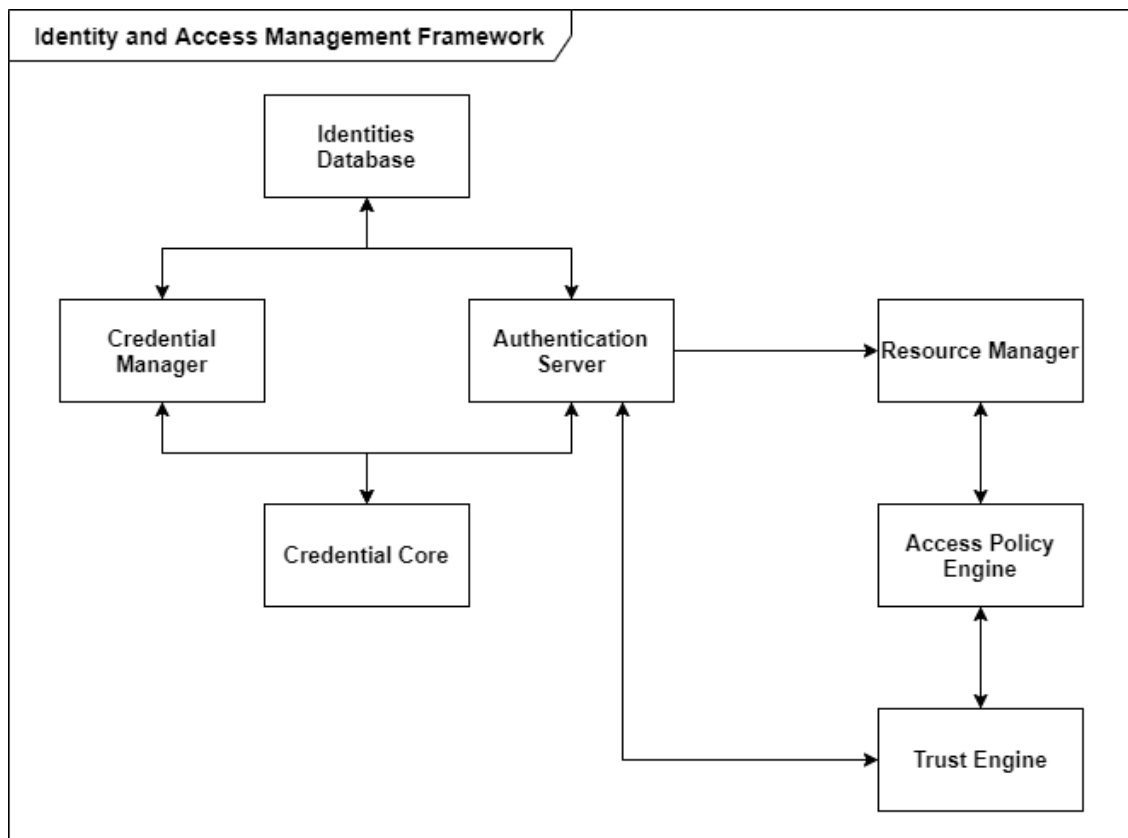 Identity and Access Management Framework
Identities
Database
Credential
Manager
Authentication
Server
Resource Manager
Credential Core
Access Policy
Engine
Trust Engine